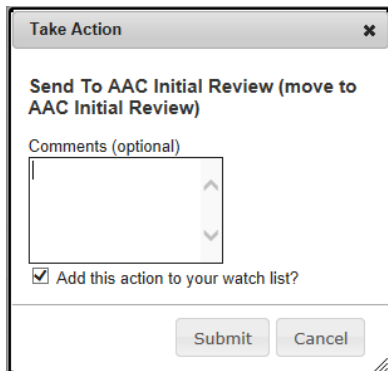 Take Action
Send To AAC Initial Review (move to
AAC Initial Review)
Comments (optional)
Add this action to your watch list?
Submit Cancel